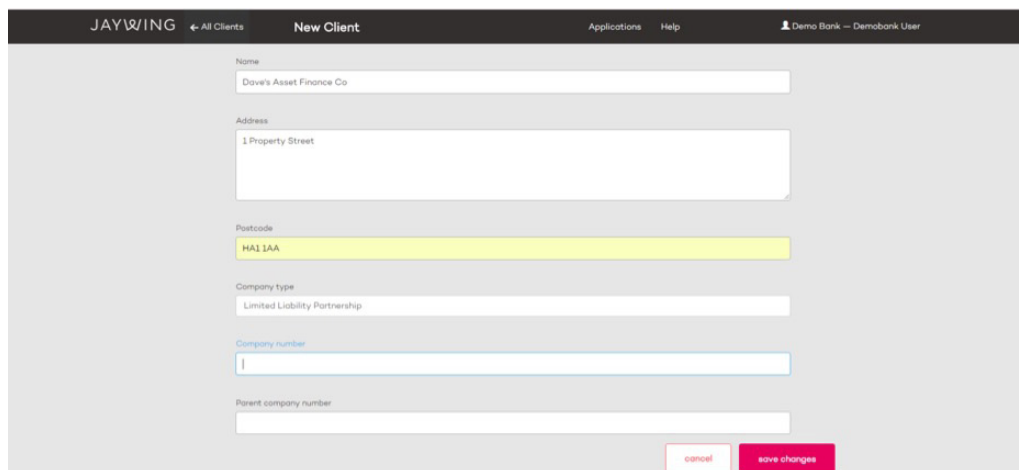 JAYWING ← All Clients New Client Applications Help Demo Bank — Demobank User
Name
Dave's Asset Finance Co
Address
1 Property Street
Postcode
HA1 1AA
Company type
Limited Liability Partnership
Company number
Parent company number
cancel save changes